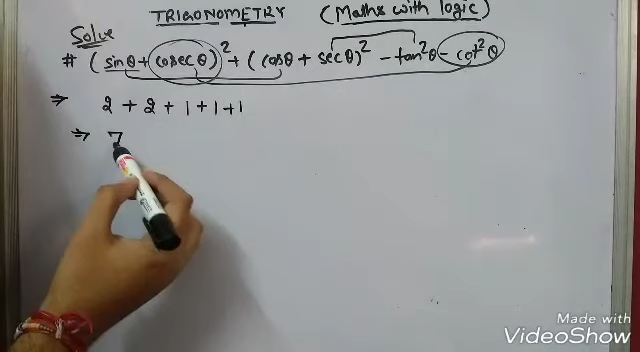 TRIGONOMETRY (Maths with logic)
Solve
# (sinθ + cosec θ)² + (cosθ + secθ)² - tan²θ - cot²θ
⇒ 2 + 2 + 1 + 1 + 1
⇒ 7
Made with
VideoShow